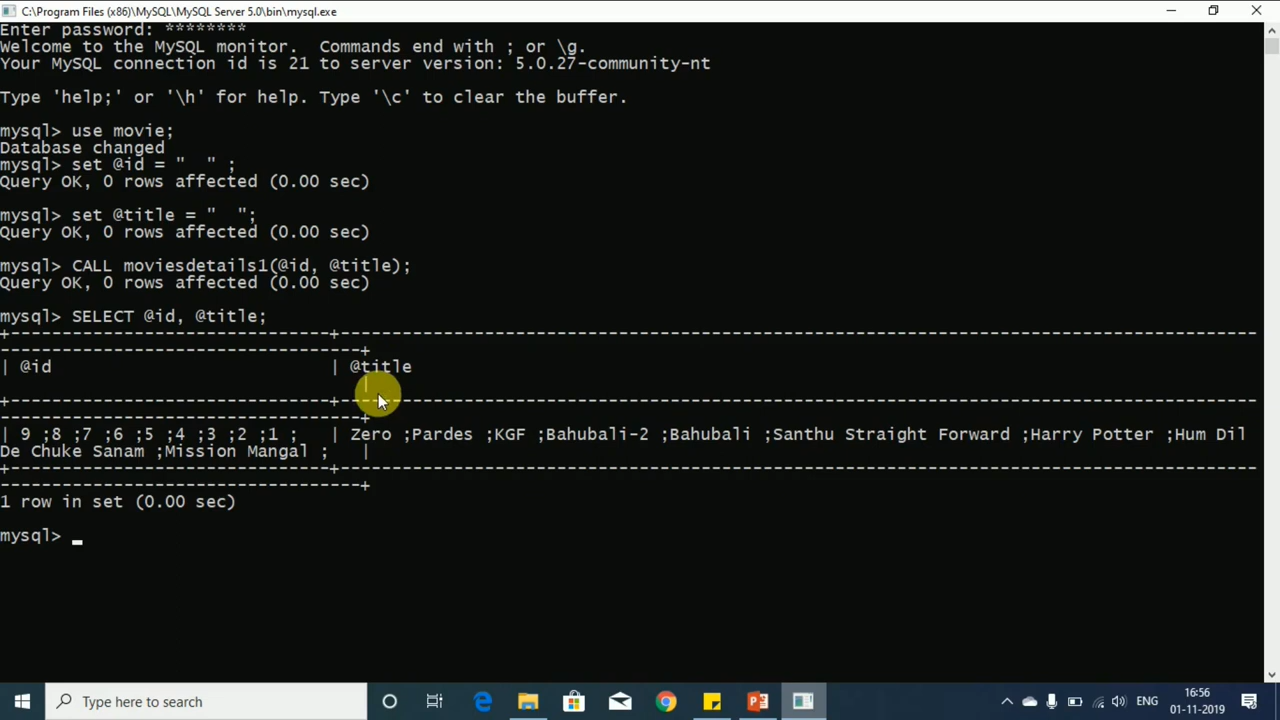 C:\Program Files (x86)\MySQL\MySQL Server 5.0\bin\mysql.exe
Enter password: ********
Welcome to the MySQL monitor.  Commands end with ; or \g.
Your MySQL connection id is 21 to server version: 5.0.27-community-nt
Type 'help;' or '\h' for help. Type '\c' to clear the buffer.
mysql> use movie;
Database changed
mysql> set @id = "  " ;
Query OK, 0 rows affected (0.00 sec)
mysql> set @title = "  ";
Query OK, 0 rows affected (0.00 sec)
mysql> CALL moviesdetails1(@id, @title);
Query OK, 0 rows affected (0.00 sec)
mysql> SELECT @id, @title;
| @id | @title
|
| 9 ;8 ;7 ;6 ;5 ;4 ;3 ;2 ;1 ; | Zero ;Pardes ;KGF ;Bahubali-2 ;Bahubali ;Santhu Straight Forward ;Harry Potter ;Hum Dil
De Chuke Sanam ;Mission Mangal ; |
1 row in set (0.00 sec)
mysql>
Type here to search
ENG
16:56
01-11-2019